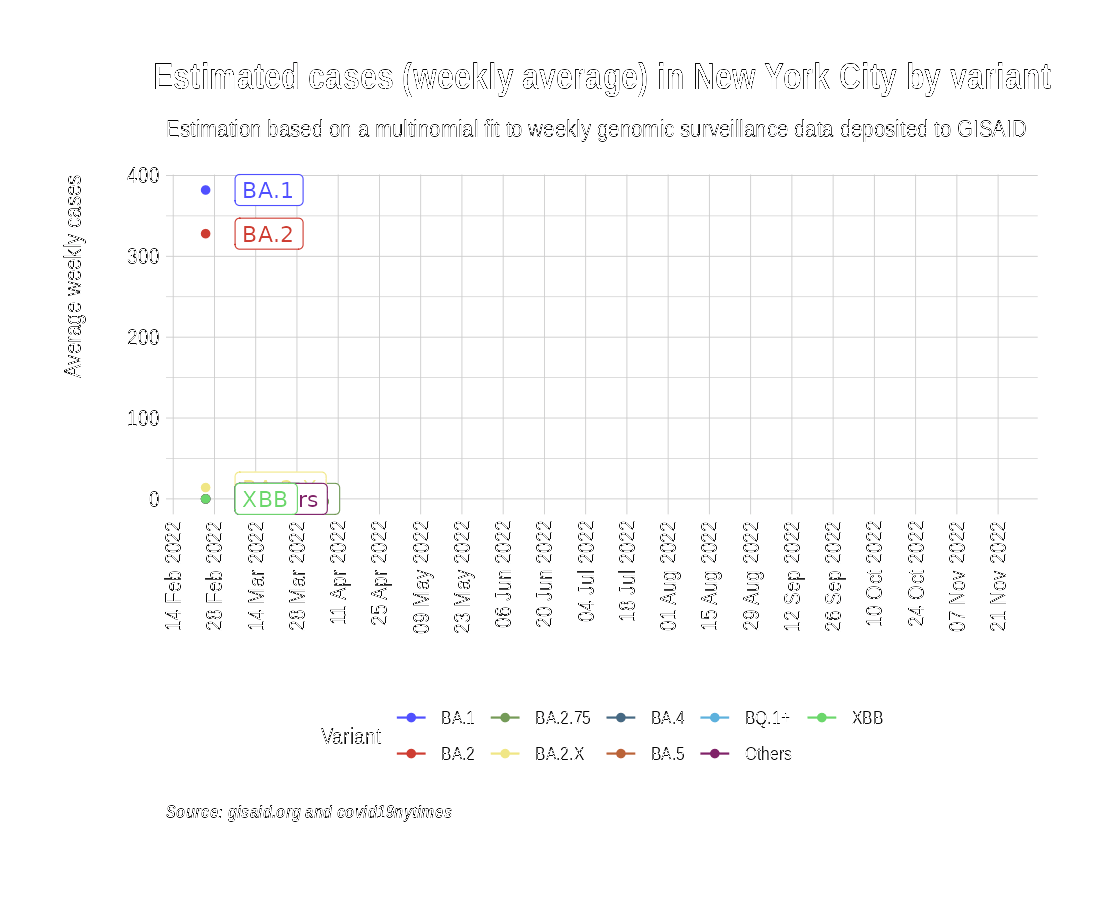 Estimated cases (weekly average) in New York City by variant
Estimation based on a multinomial fit to weekly genomic surveillance data deposited to GISAID
Average weekly cases
400
300
200
100
0
BA.1
BA.2
XBB
rs
14 Feb 2022
28 Feb 2022
14 Mar 2022
28 Mar 2022
11 Apr 2022
25 Apr 2022
09 May 2022
23 May 2022
06 Jun 2022
20 Jun 2022
04 Jul 2022
18 Jul 2022
01 Aug 2022
15 Aug 2022
29 Aug 2022
12 Sep 2022
26 Sep 2022
10 Oct 2022
24 Oct 2022
07 Nov 2022
21 Nov 2022
Variant
BA.1 BA.2.75 BA.4 BQ.1+ XBB
BA.2 BA.2.X BA.5 Others
Source: gisaid.org and covid19nytimes